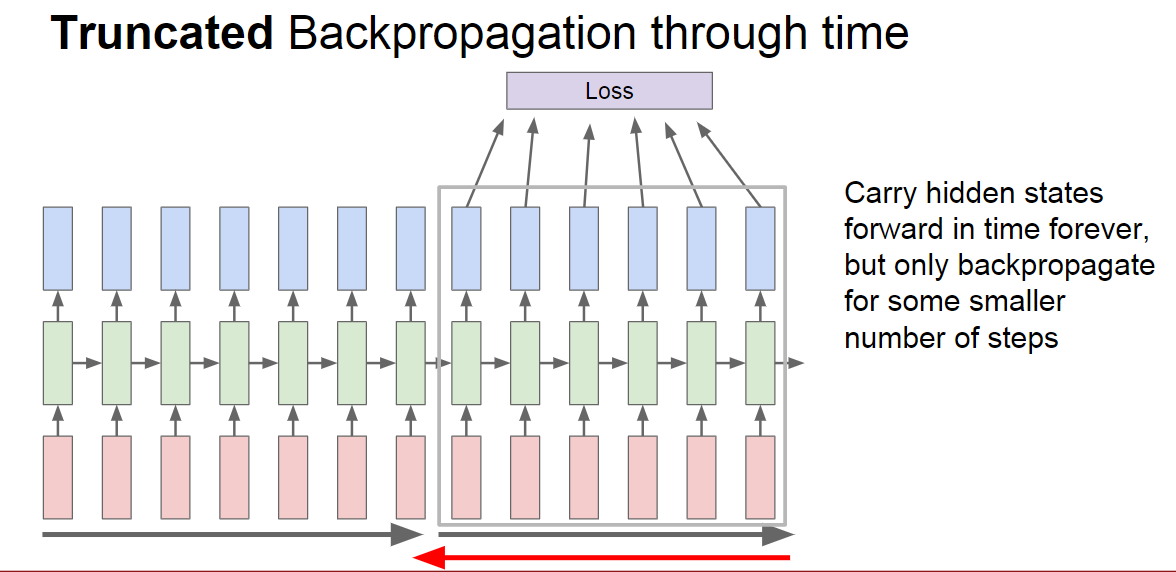 Truncated Backpropagation through time
Loss
Carry hidden states
forward in time forever,
but only backpropagate
for some smaller
number of steps